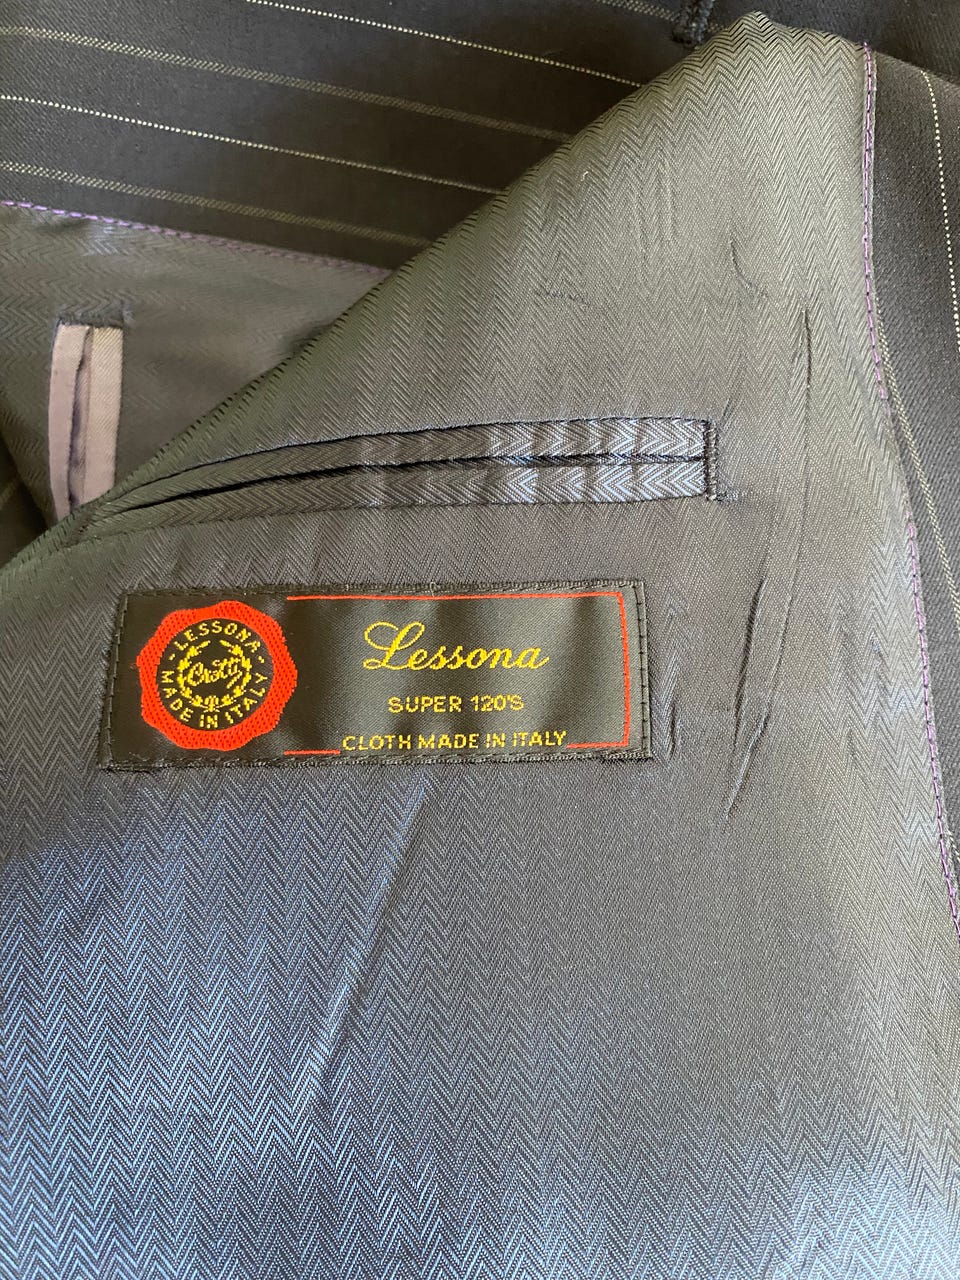 LESSONA
MADE IN ITALY
Lessona
SUPER 120'S
CLOTH MADE IN ITALY